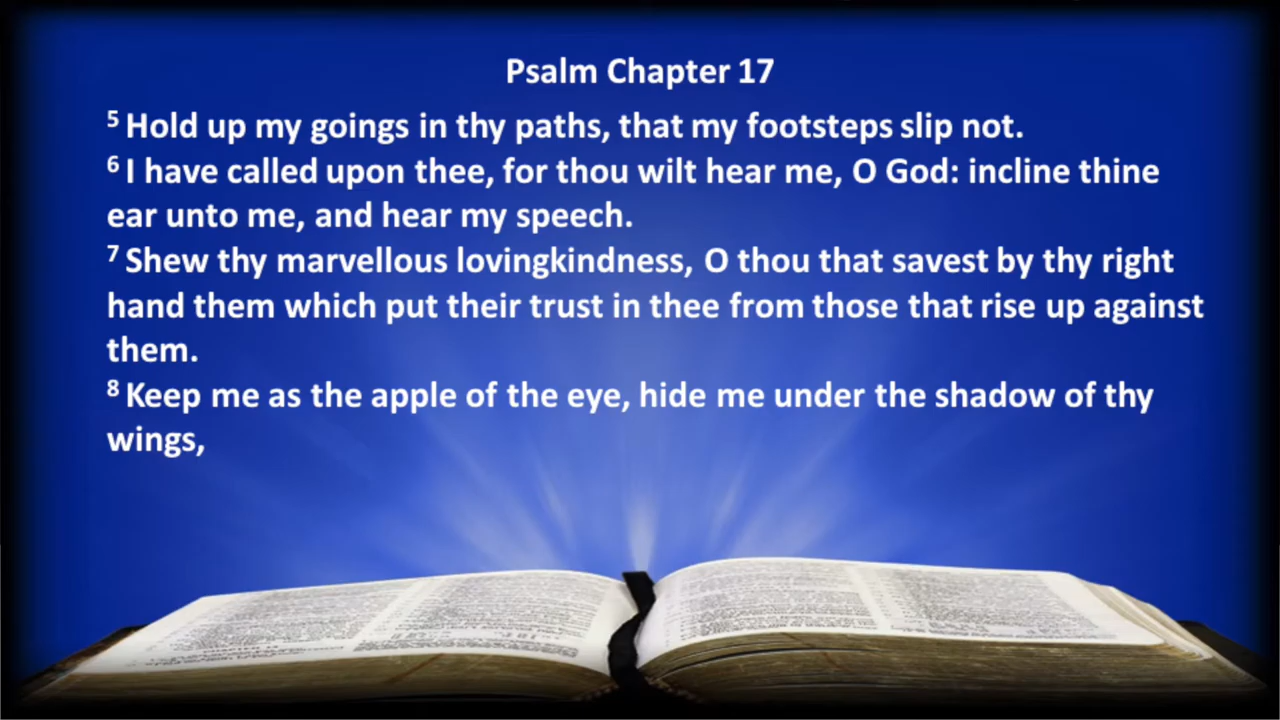 Psalm Chapter 17
5 Hold up my goings in thy paths, that my footsteps slip not.
6 I have called upon thee, for thou wilt hear me, O God: incline thine
ear unto me, and hear my speech.
7 Shew thy marvellous lovingkindness, O thou that savest by thy right
hand them which put their trust in thee from those that rise up against
them.
8 Keep me as the apple of the eye, hide me under the shadow of thy
wings,